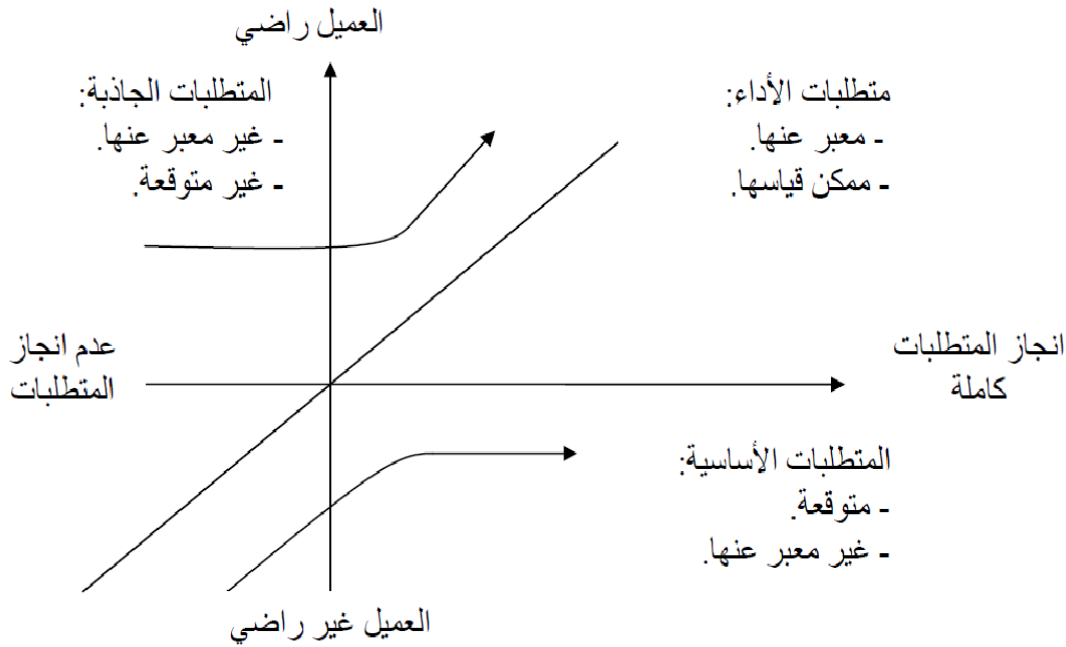 العميل راضي
متطلبات الأداء:
- معبر عنها.
- ممكن قياسها.
المتطلبات الجاذبة:
- غير معبر عنها.
- غير متوقعة.
انجاز المتطلبات
كاملة
عدم انجاز
المتطلبات
المتطلبات الأساسية:
- متوقعة.
- غير معبر عنها.
العميل غير راضي